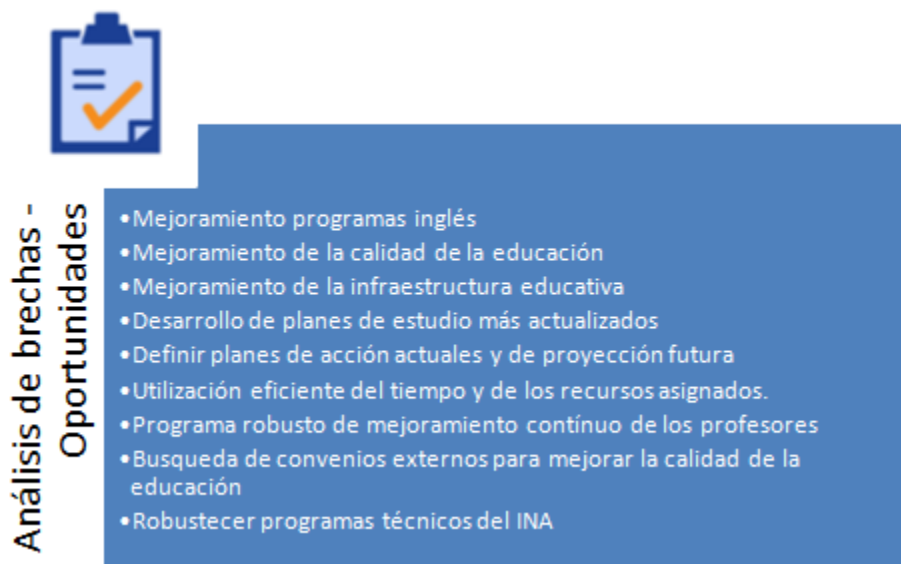 Análisis de brechas -
Oportunidades
•Mejoramiento programas inglés
•Mejoramiento de la calidad de la educación
•Mejoramiento de la infraestructura educativa
•Desarrollo de planes de estudio más actualizados
•Definir planes de acción actuales y de proyección futura
•Utilización eficiente del tiempo y de los recursos asignados.
•Programa robusto de mejoramiento contínuo de los profesores
•Busqueda de convenios externos para mejorar la calidad de la
educación
•Robustecer programas técnicos del INA